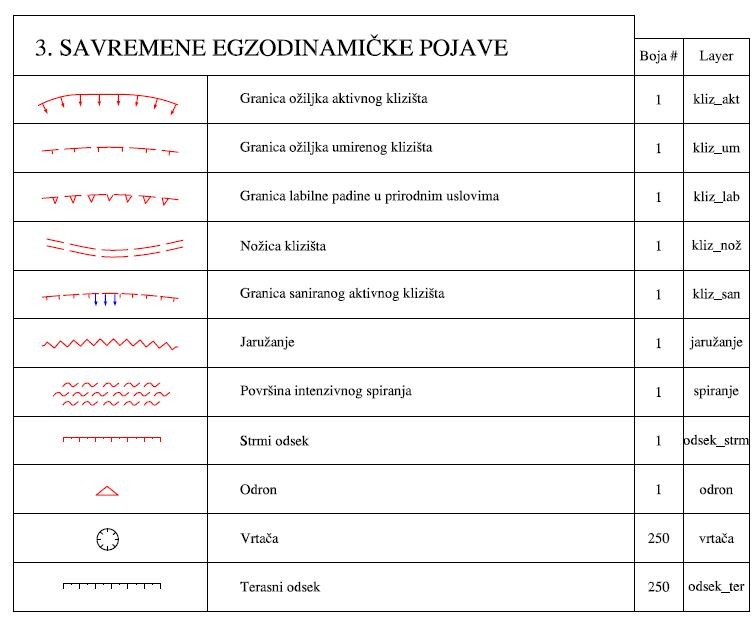 3. SAVREMENE EGZODINAMIČKE POJAVE
Boja # Layer
Granica ožiljka aktivnog klizišta 1 kliz_akt
Granica ožiljka umirenog klizišta 1 kliz_um
Granica labilne padine u prirodnim uslovima 1 kliz_lab
Nožica klizišta 1 kliz_nož
Granica saniranog aktivnog klizišta 1 kliz_san
Jaružanje 1 jaružanje
Površina intenzivnog spiranja 1 spiranje
Strmi odsek 1 odsek_strm
Odron 1 odron
Vrtača 250 vrtača
Terasni odsek 250 odsek_ter